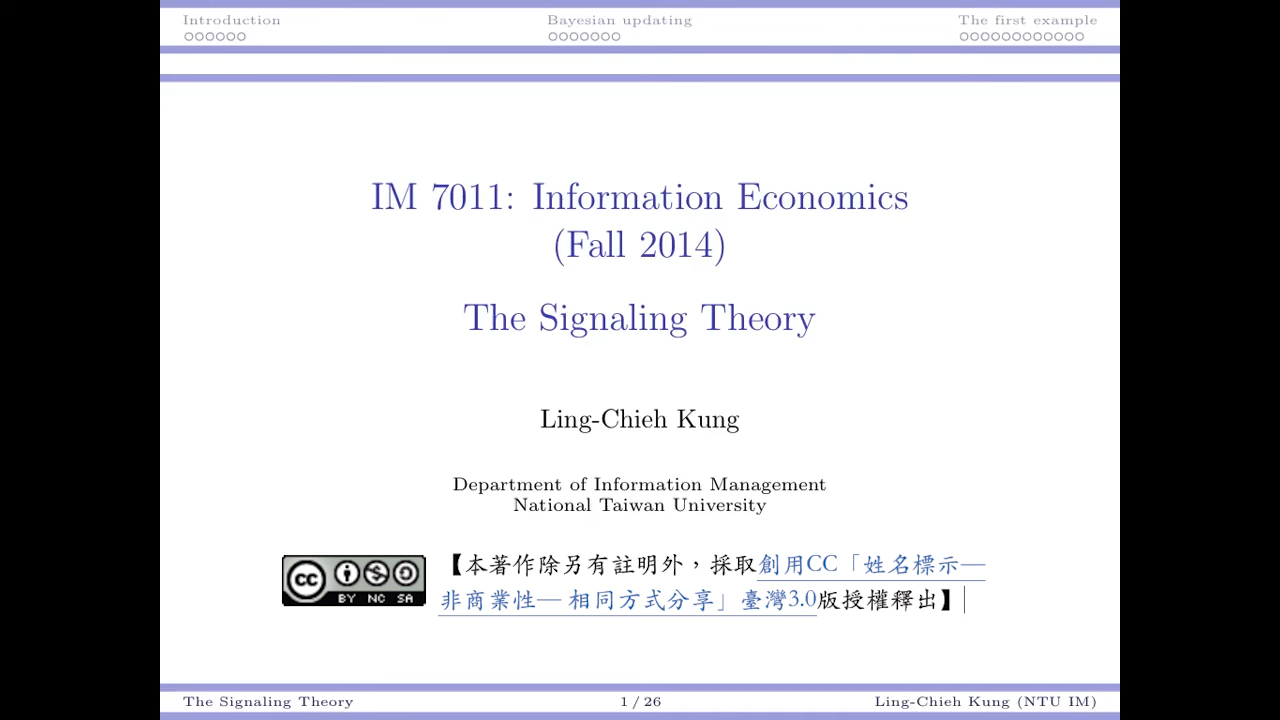 Introduction
Bayesian updating
The first example
IM 7011: Information Economics
(Fall 2014)
The Signaling Theory
Ling-Chieh Kung
Department of Information Management
National Taiwan University
cc BY NC SA
【本著作除另有註明外，採取創用CC「姓名標示—
非商業性—相同方式分享」臺灣3.0版授權釋出】
The Signaling Theory
1 / 26
Ling-Chieh Kung (NTU IM)